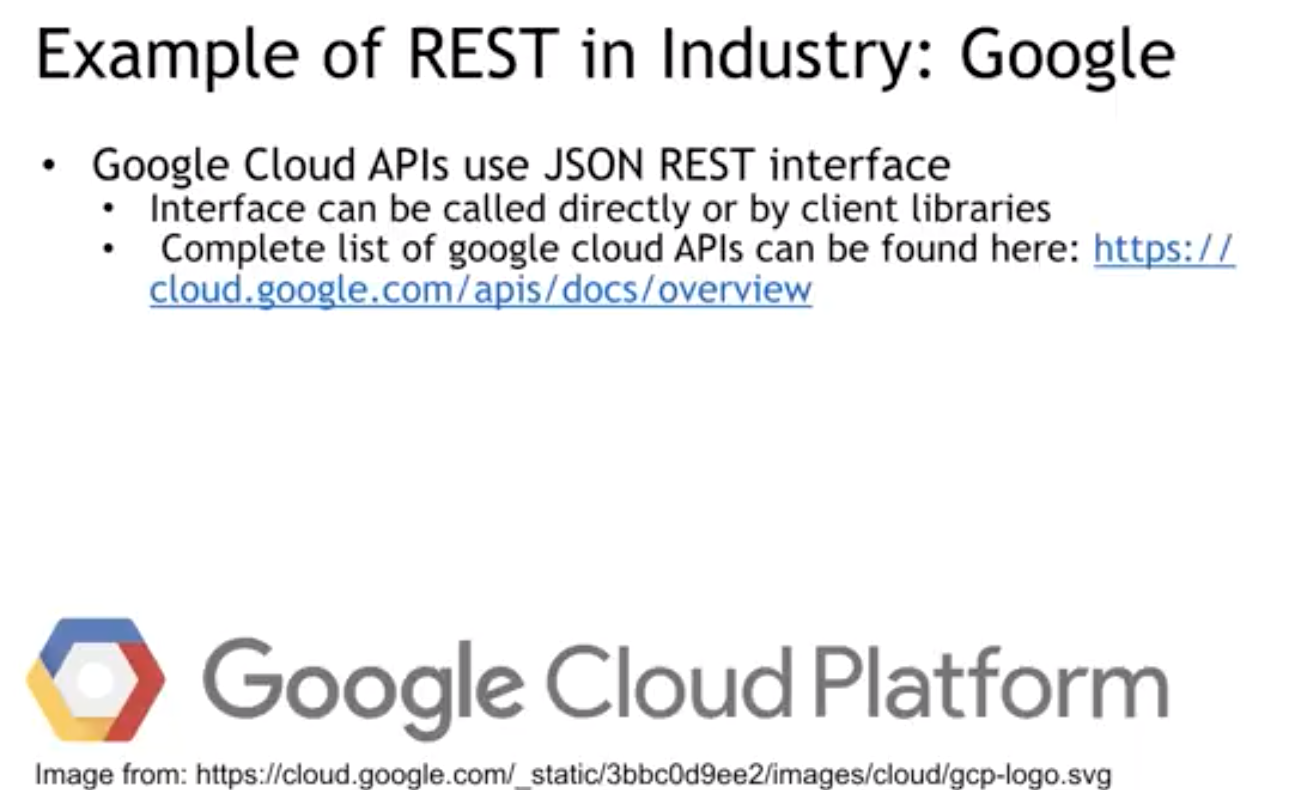 Example of REST in Industry: Google
• Google Cloud APIs use JSON REST interface
• Interface can be called directly or by client libraries
• Complete list of google cloud APIs can be found here: https://
cloud.google.com/apis/docs/overview
Google Cloud Platform
Image from: https://cloud.google.com/_static/3bbc0d9ee2/images/cloud/gcp-logo.svg